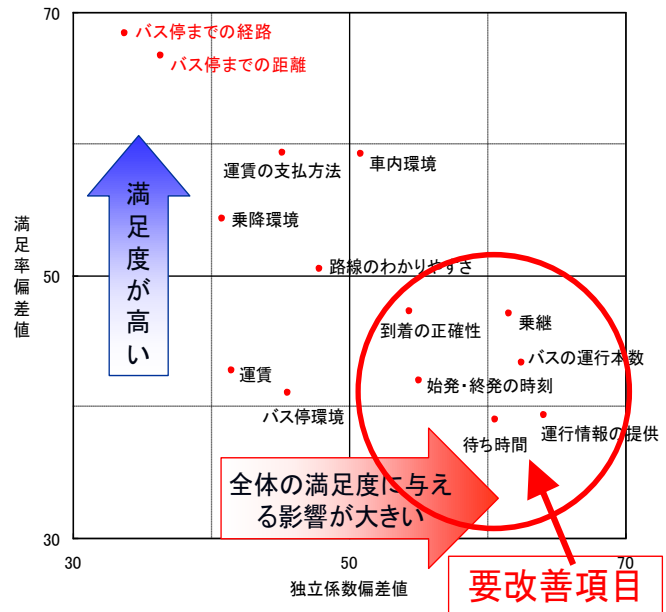 70
バス停までの経路
バス停までの距離
運賃の支払方法
車内環境
満足度が高い
乗降環境
満足率偏差値
50
路線のわかりやすさ
到着の正確性
乗継
バスの運行本数
運賃
始発・終発の時刻
バス停環境
待ち時間
運行情報の提供
全体の満足度に与え
る影響が大きい
30
30
50
70
独立係数偏差値
要改善項目